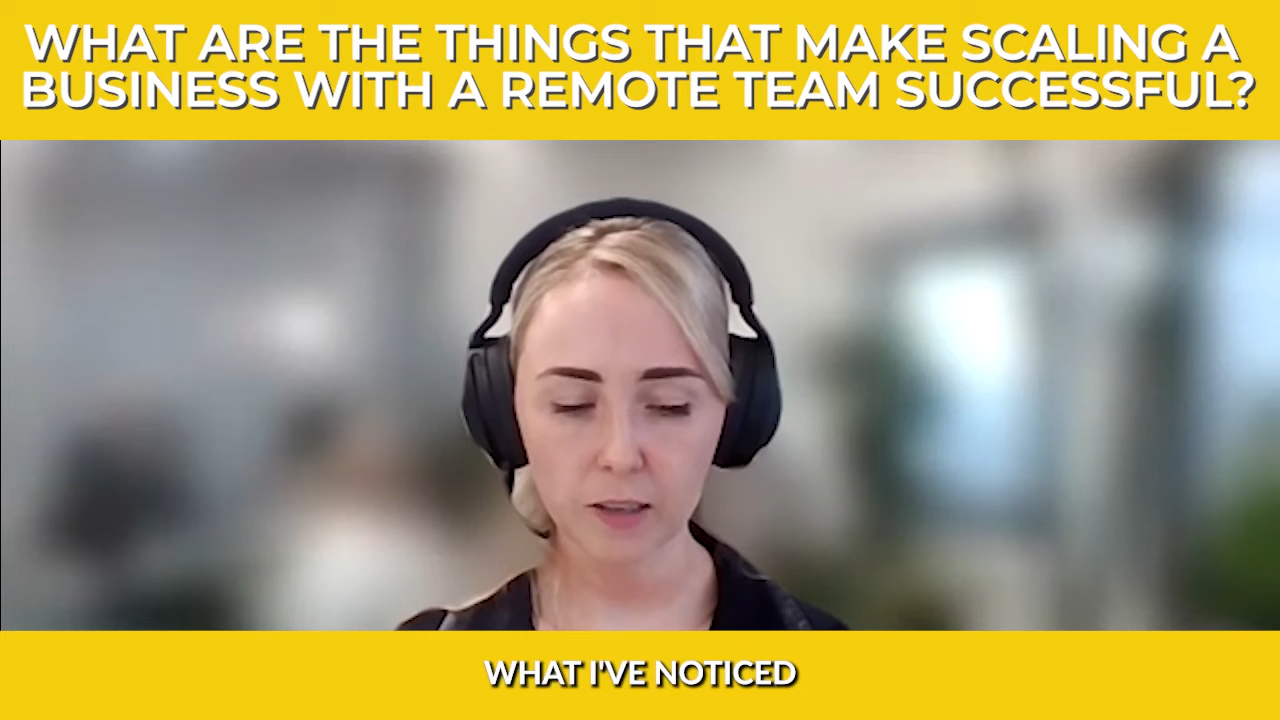 WHAT ARE THE THINGS THAT MAKE SCALING A
BUSINESS WITH A REMOTE TEAM SUCCESSFUL?
WHAT I'VE NOTICED